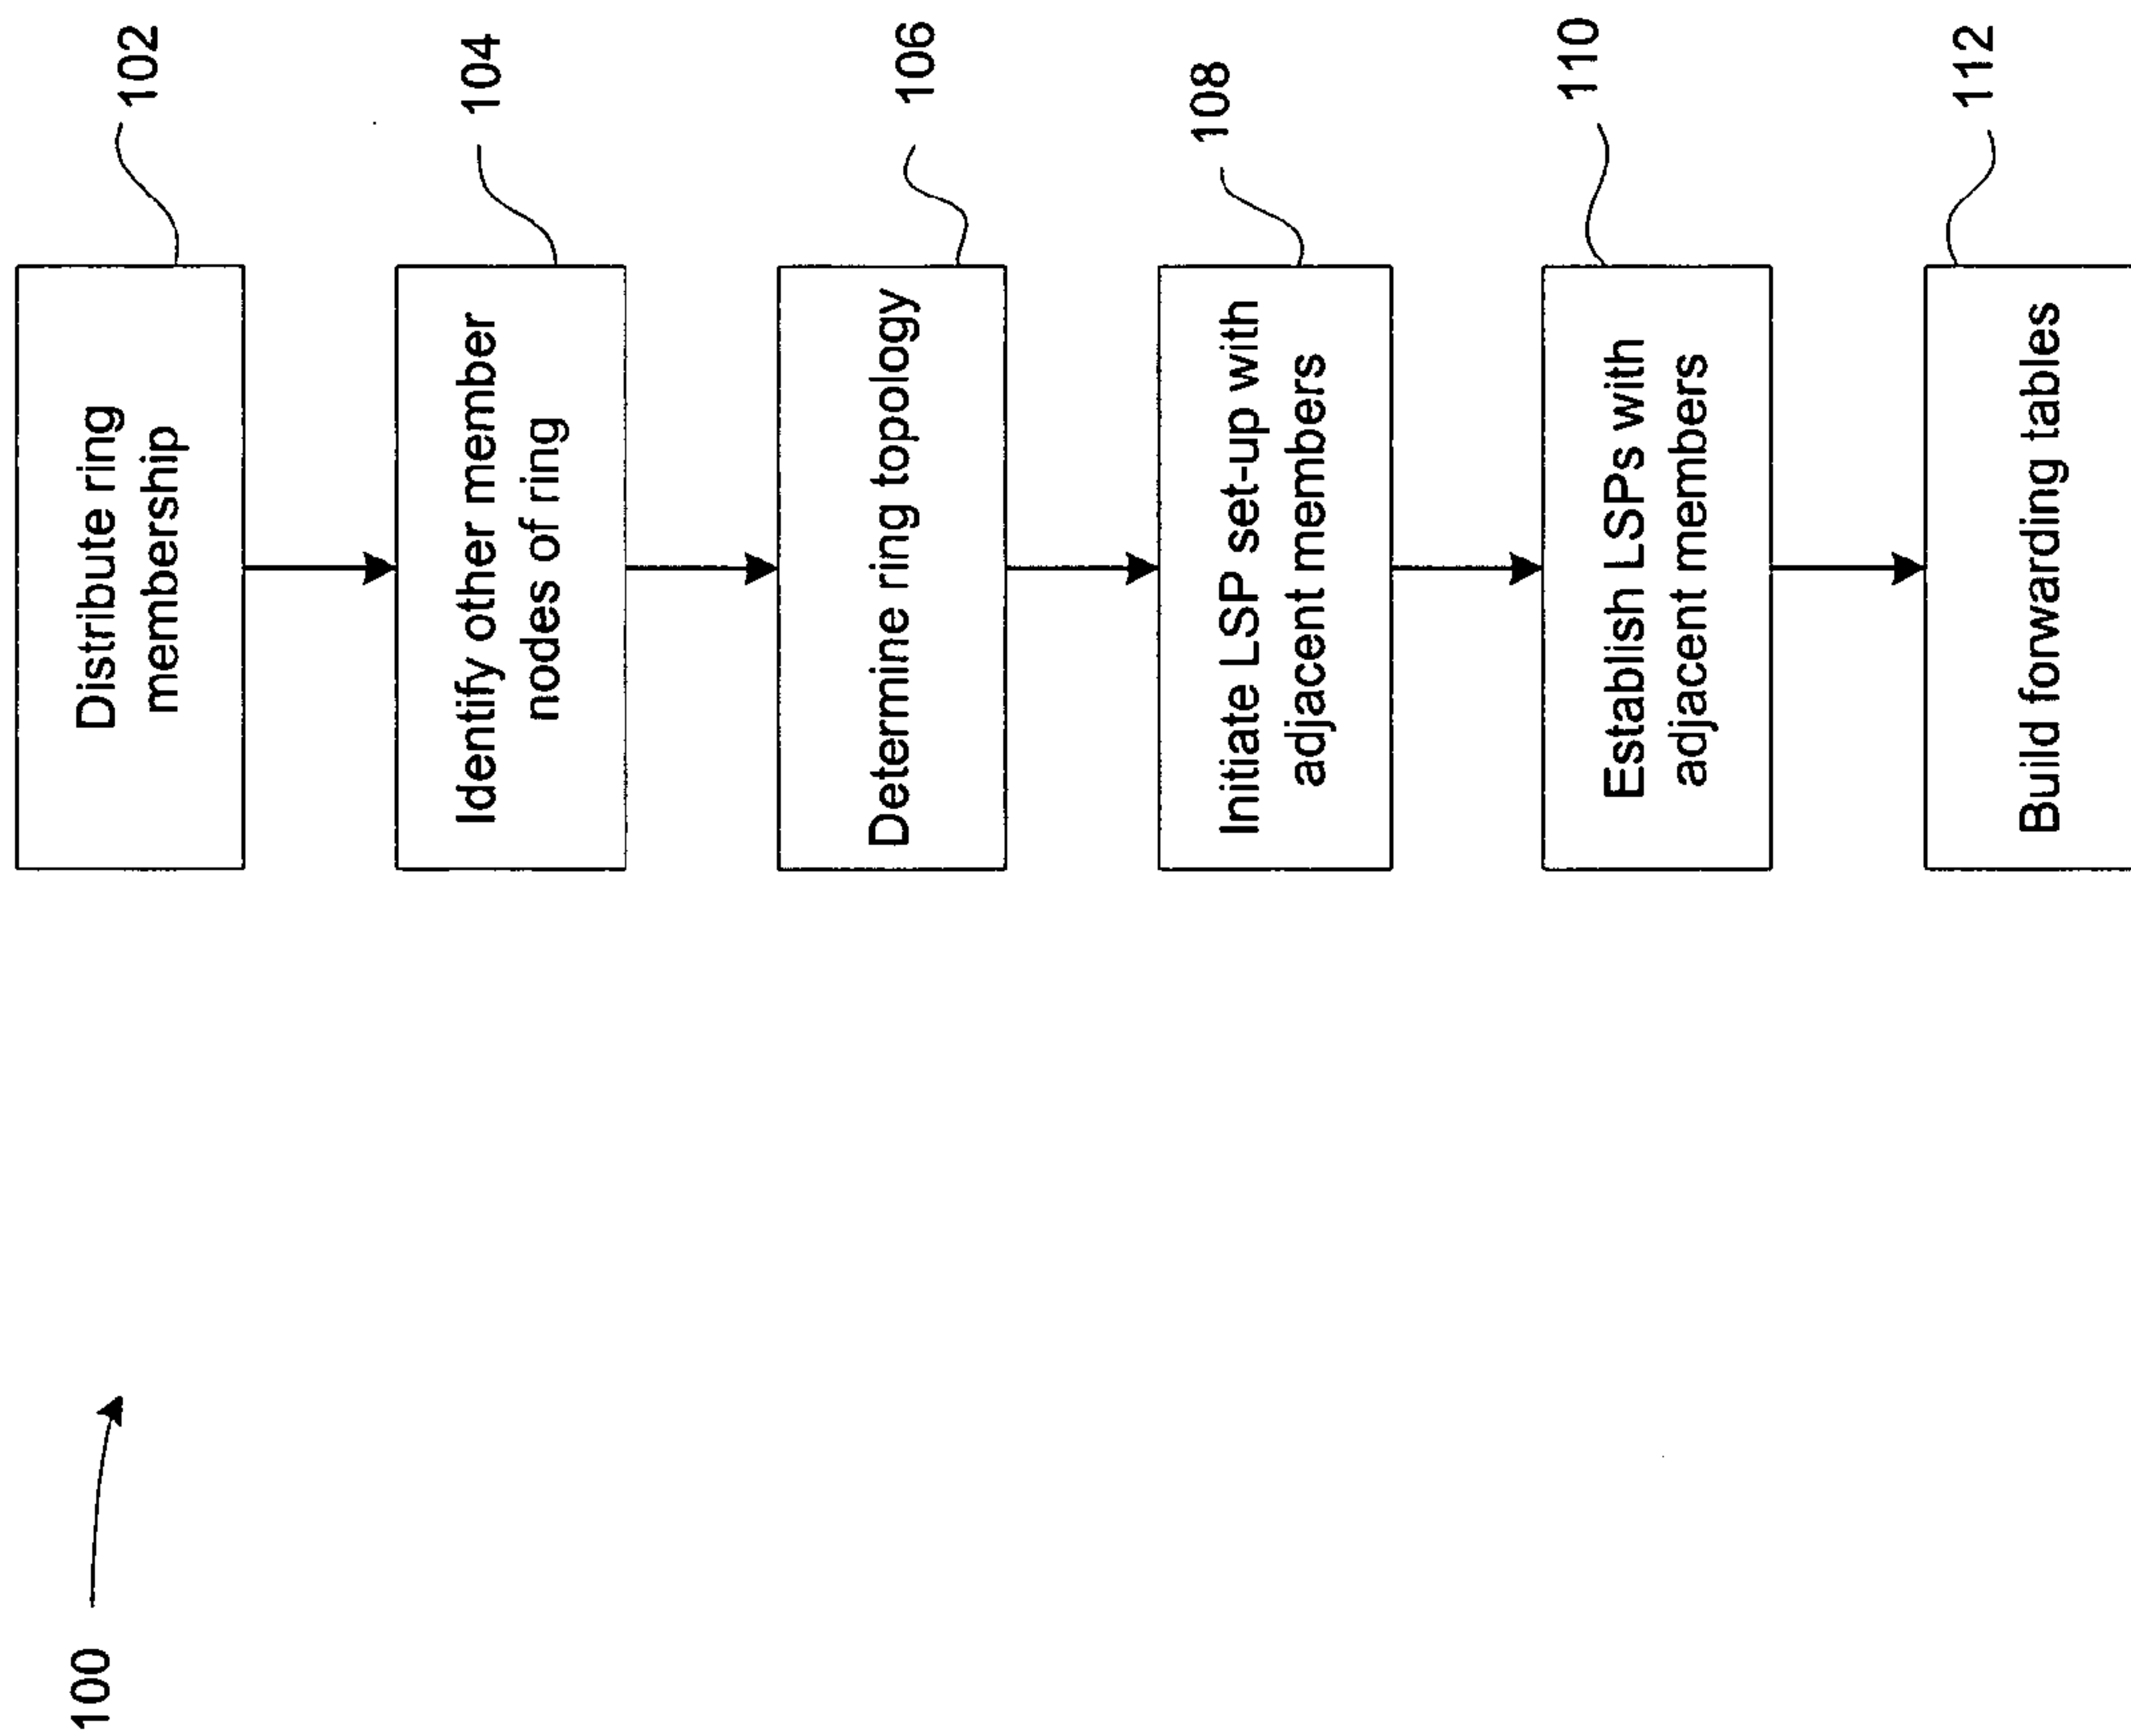 100
Distribute ring
membership
102
Identify other member
nodes of ring
104
Determine ring topology
106
Initiate LSP set-up with
adjacent members
108
Establish LSPs with
adjacent members
110
Build forwarding tables
112